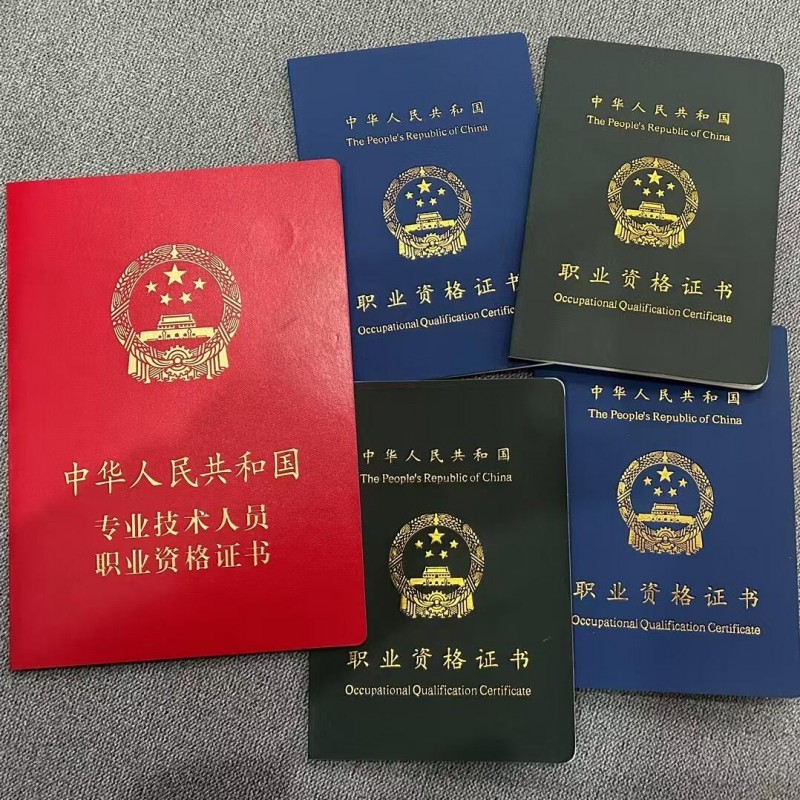 中华人民共和国
专业技术人员
职业资格证书
中华人民共和国
The People's Republic of China
职业资格证书
Occupational Qualification Certificate
中华人民共和国
The People's Republic of China
职业资格证书
Occupational Qualification Certificate
中华人民共和国
The People's Republic of China
职业资格证书
Occupational Qualification Certificate
中华人民共和国
The People's Republic of China
职业资格证书
Occupational Qualification Certificate